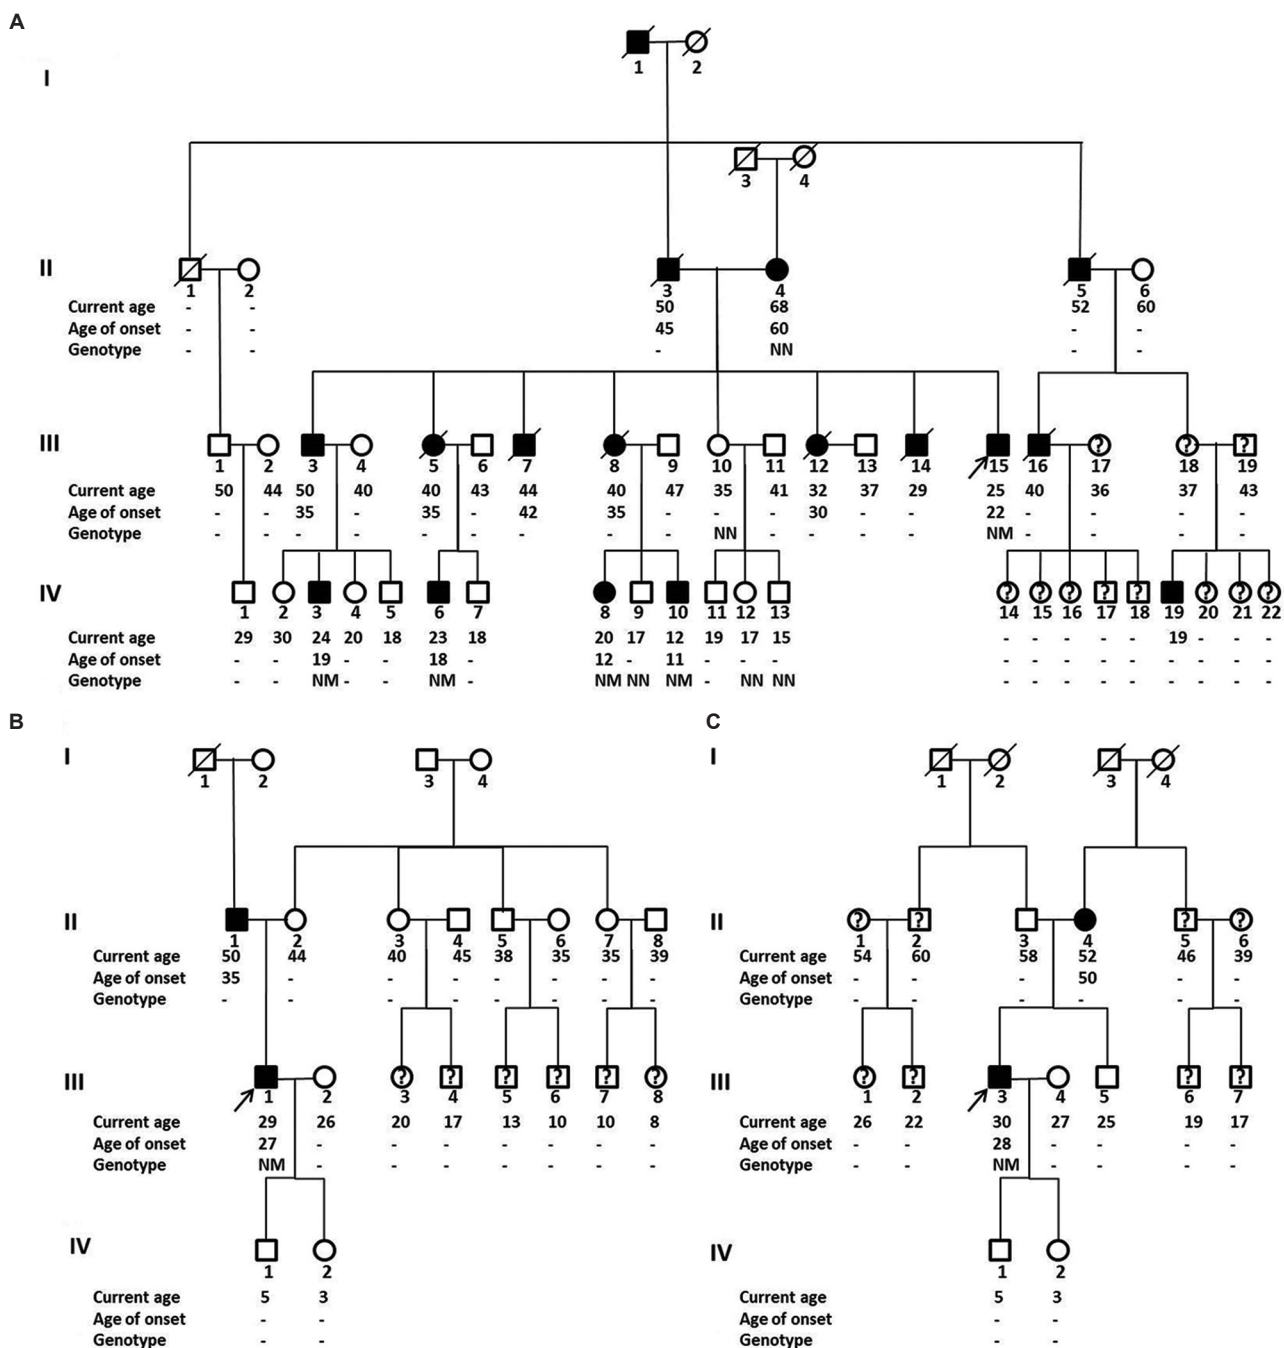 A
I
1 2
3 4
II
1 2 3 4 5 6
Current age - - 50 68 52 60
Age of onset - - 45 60 - -
Genotype - - - NN - -
? ? ?
III
1 2 3 4 5 6 7 8 9 10 11 12 13 14 15 16 17 18 19
Current age 50 44 50 40 40 43 44 40 47 35 41 32 37 29 25 40 36 37 43
Age of onset - - 35 - 35 - 42 35 - - - 30 - - 22 - - - -
Genotype - - - - - - - - - NN - - - - NM - - - -
? ? ? ? ? ? ? ?
IV
1 2 3 4 5 6 7 8 9 10 11 12 13 14 15 16 17 18 19 20 21 22
Current age 29 30 24 20 18 23 18 20 17 12 19 17 15 - - - - - 19 - - -
Age of onset - - 19 - - 18 - 12 - 11 - - - - - - - - - - - -
Genotype - - NM - - NM - NM NN NM - NN NN - - - - - - - - -
B
I
1 2 3 4
II
1 2 3 4 5 6 7 8
Current age 50 44 40 45 38 35 35 39
Age of onset 35 - - - - - - -
Genotype - - - - - - - -
? ? ? ? ? ?
III
1 2 3 4 5 6 7 8
Current age 29 26 20 17 13 10 10 8
Age of onset 27 - - - - - - -
Genotype NM - - - - - - -
IV
1 2
Current age 5 3
Age of onset - -
Genotype - -
C
I
1 2 3 4
? ? ? ?
II
1 2 3 4 5 6
Current age 54 60 58 52 46 39
Age of onset - - - 50 - -
Genotype - - - - - -
? ? ? ?
III
1 2 3 4 5 6 7
Current age 26 22 30 27 25 19 17
Age of onset - - 28 - - - -
Genotype - - NM - - - -
IV
1 2
Current age 5 3
Age of onset - -
Genotype - -